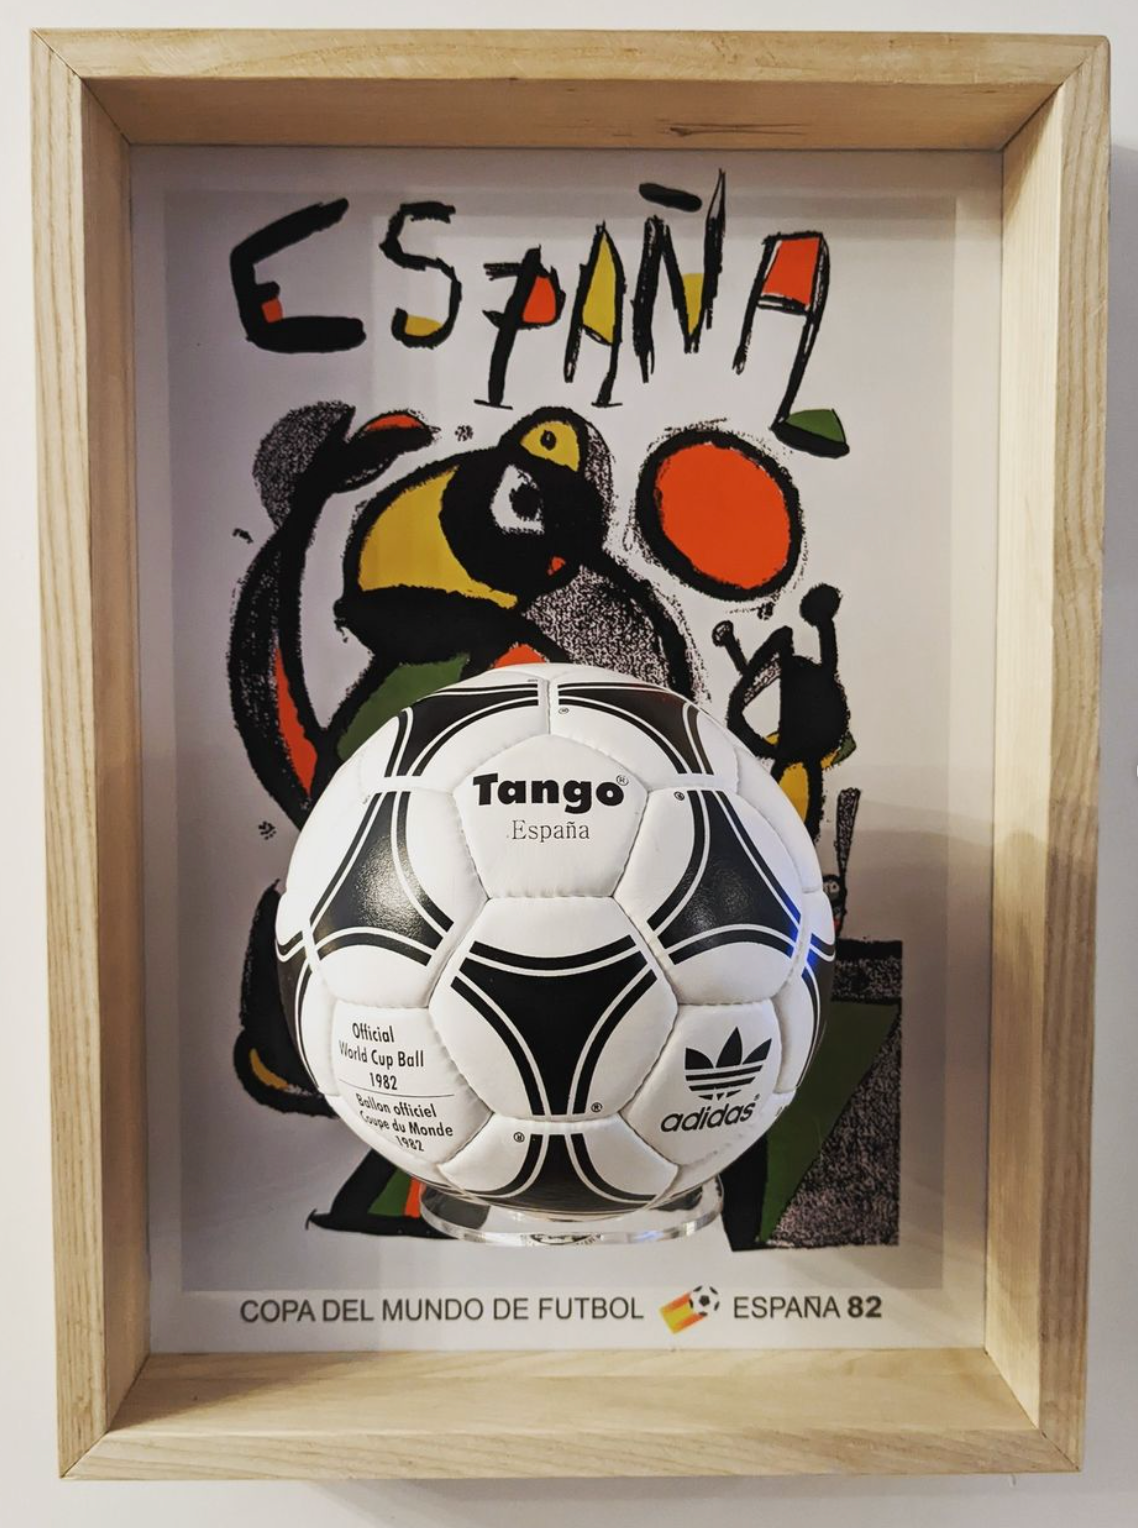 ESPAÑA
Tango®
España
Official
World Cup Ball
1982
Ballon officiel
Coupe du Monde
1982
®
®
®
®
adidas®
COPA DEL MUNDO DE FUTBOL ESPAÑA 82